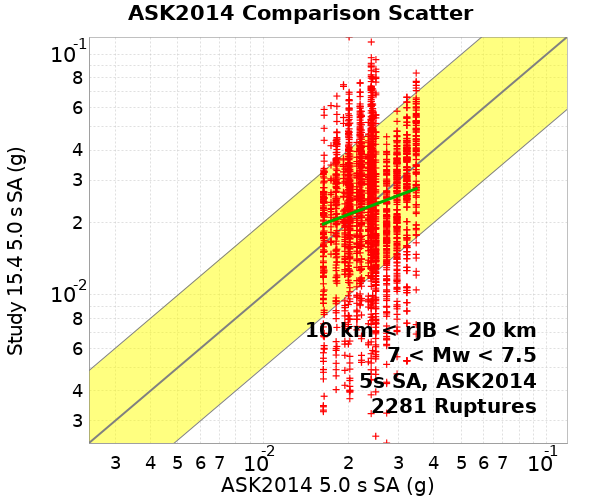 ASK2014 Comparison Scatter
Study 15.4 5.0 s SA (g)
10-1
8
6
4
3
2
10-2
8
6
4
3
10 km < rJB < 20 km
7 < Mw < 7.5
5s SA, ASK2014
2281 Ruptures
3 4 5 6 7 10-2 2 3 4 5 6 7 10-1
ASK2014 5.0 s SA (g)